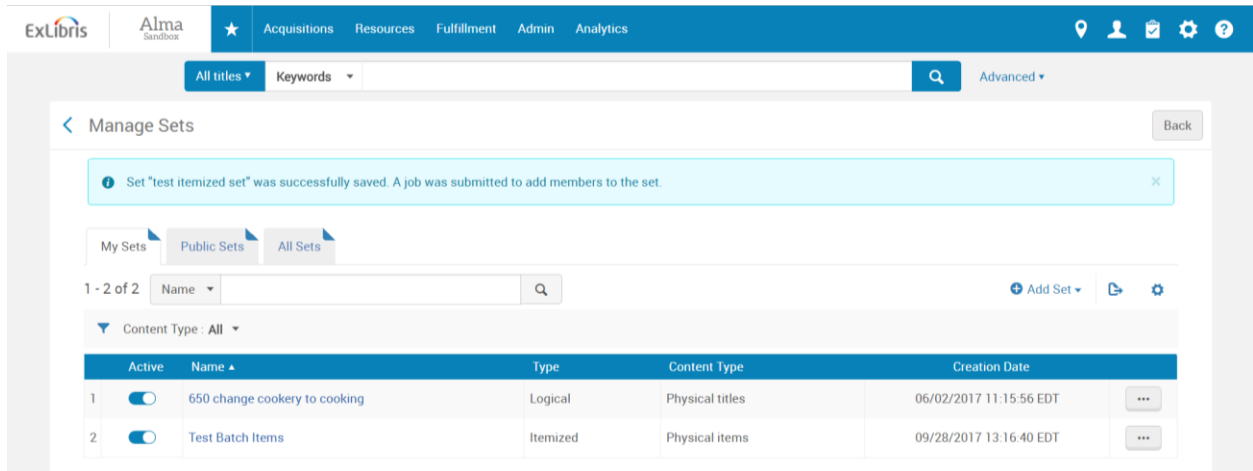 ExLibris Alma Sandbox ★ Acquisitions Resources Fulfillment Admin Analytics
All titles Keywords Advanced
Manage Sets Back
Set "test itemized set" was successfully saved. A job was submitted to add members to the set.
My Sets Public Sets All Sets
1 - 2 of 2 Name Add Set
Content Type : All
Active Name Type Content Type Creation Date
1 650 change cookery to cooking Logical Physical titles 06/02/2017 11:15:56 EDT
2 Test Batch Items Itemized Physical items 09/28/2017 13:16:40 EDT